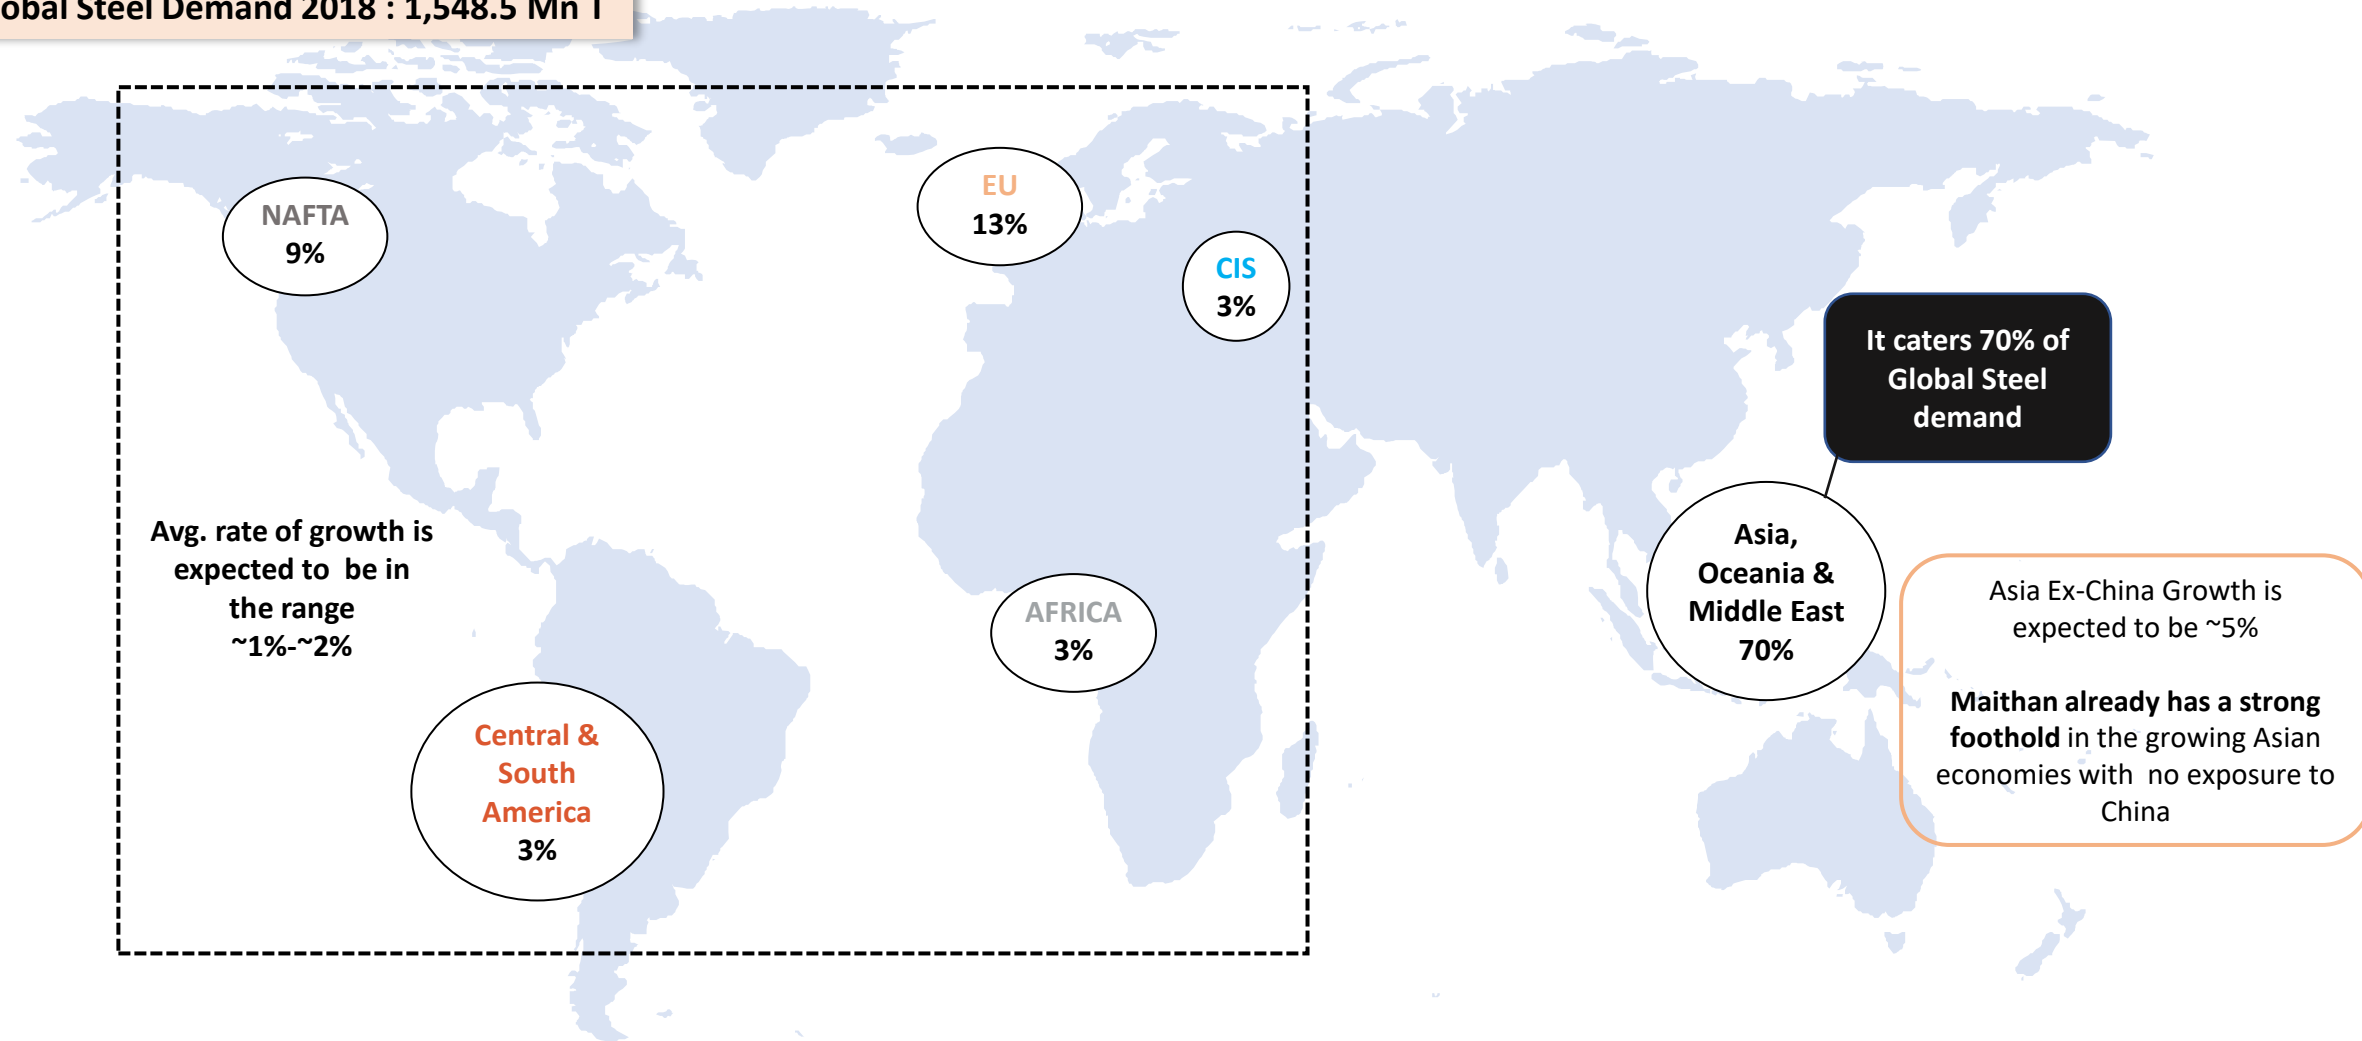 obal Steel Demand 2018 : 1,548.5 Mn T
NAFTA
9%
EU
13%
CIS
3%
It caters 70% of
Global Steel
demand
Avg. rate of growth is
expected to  be in
the range
~1%-~2%
Asia,
Oceania &
Middle East
70%
AFRICA
3%
Asia Ex-China Growth is
expected to be ~5%
Maithan already has a strong
foothold in the growing Asian
economies with  no exposure to
China
Central &
South
America
3%